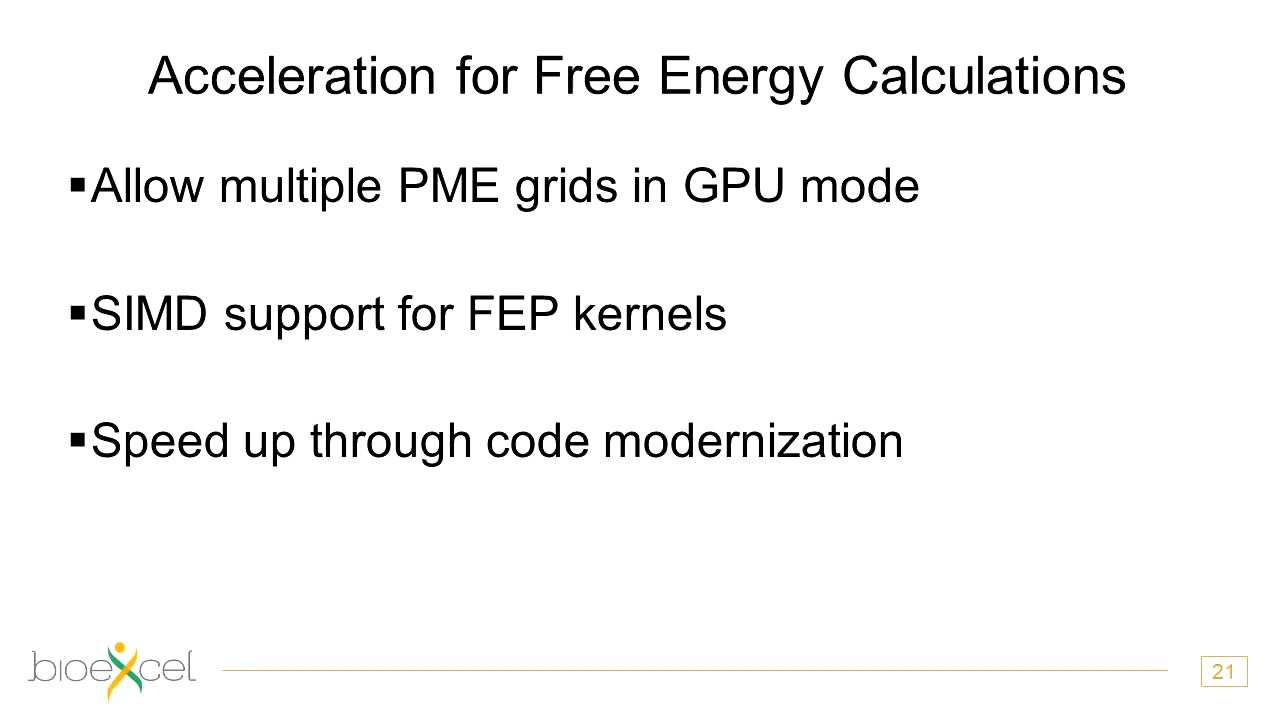 Acceleration for Free Energy Calculations
▪Allow multiple PME grids in GPU mode
▪SIMD support for FEP kernels
▪Speed up through code modernization
bioexcel
21